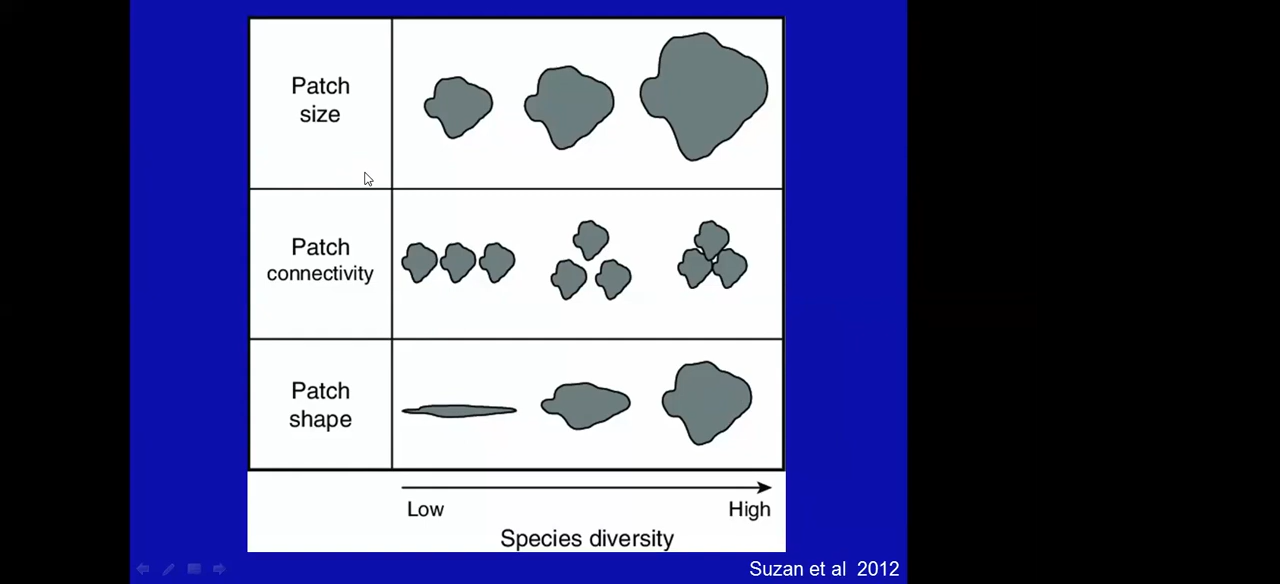 Patch
size
Patch
connectivity
Patch
shape
Low
High
Species diversity
Suzan et al  2012